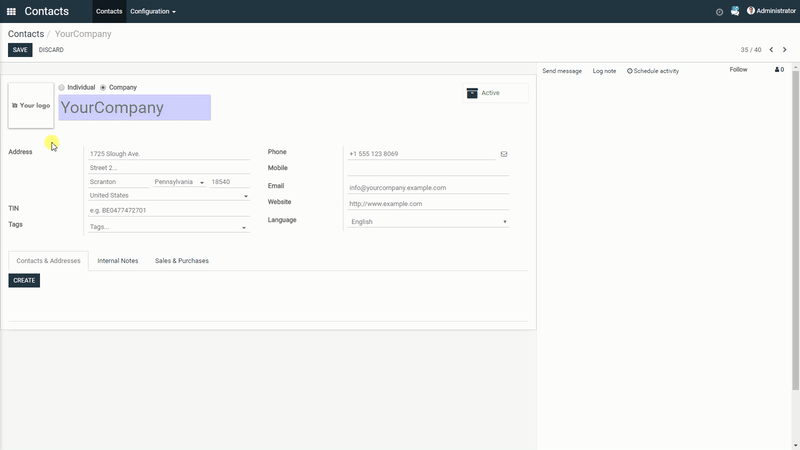 Contacts Contacts Configuration Administrator
Contacts / YourCompany
SAVE DISCARD 35 / 40
Send message Log note Schedule activity Follow 0
Individual Company
Your logo YourCompany Active
Address 1725 Slough Ave. Phone +1 555 123 8069
Street 2... Mobile
Scranton Pennsylvania 18540 Email info@yourcompany.example.com
United States Website http://www.example.com
TIN e.g. BE0477472701
Tags Tags... Language English
Contacts & Addresses Internal Notes Sales & Purchases
CREATE